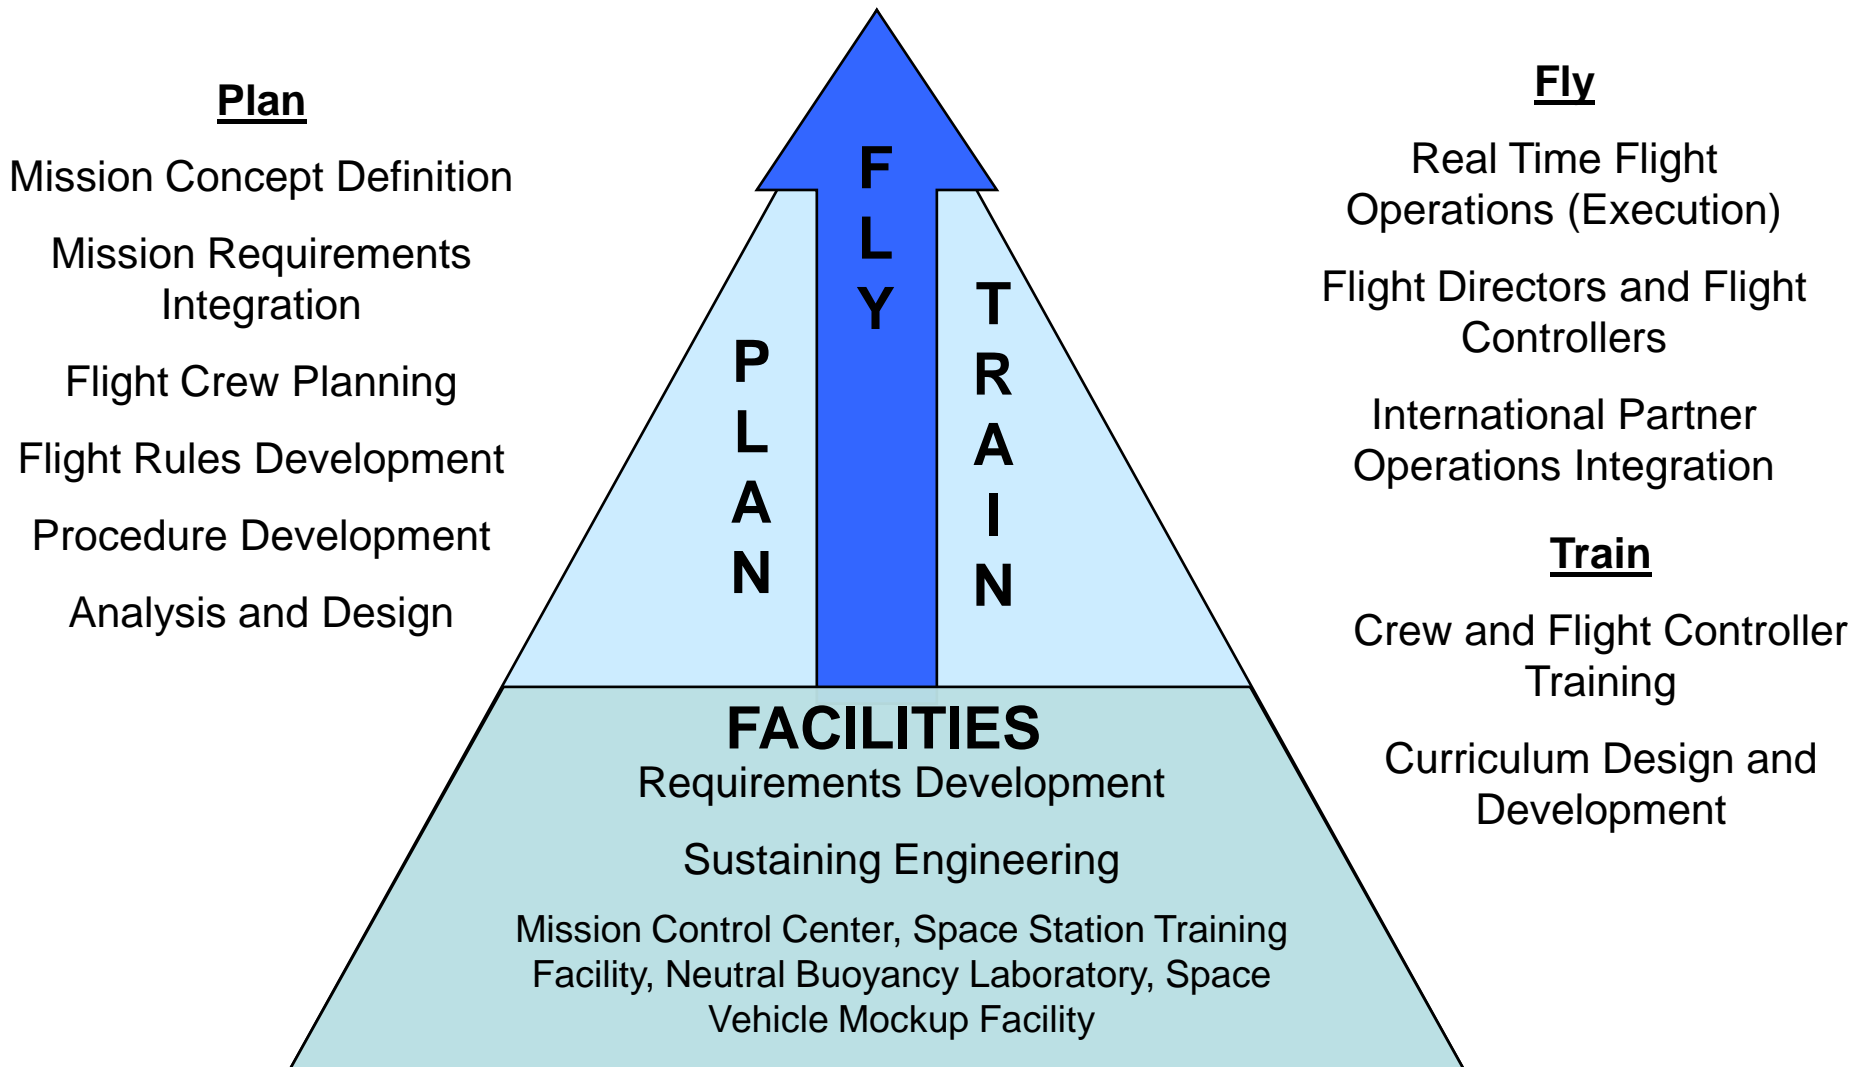 Plan
Mission Concept Definition
Mission Requirements
Integration
Flight Crew Planning
Flight Rules Development
Procedure Development
Analysis and Design
FLY
PLAN
TRAIN
FACILITIES
Requirements Development
Sustaining Engineering
Mission Control Center, Space Station Training
Facility, Neutral Buoyancy Laboratory, Space
Vehicle Mockup Facility
Fly
Real Time Flight
Operations (Execution)
Flight Directors and Flight
Controllers
International Partner
Operations Integration
Train
Crew and Flight Controller
Training
Curriculum Design and
Development